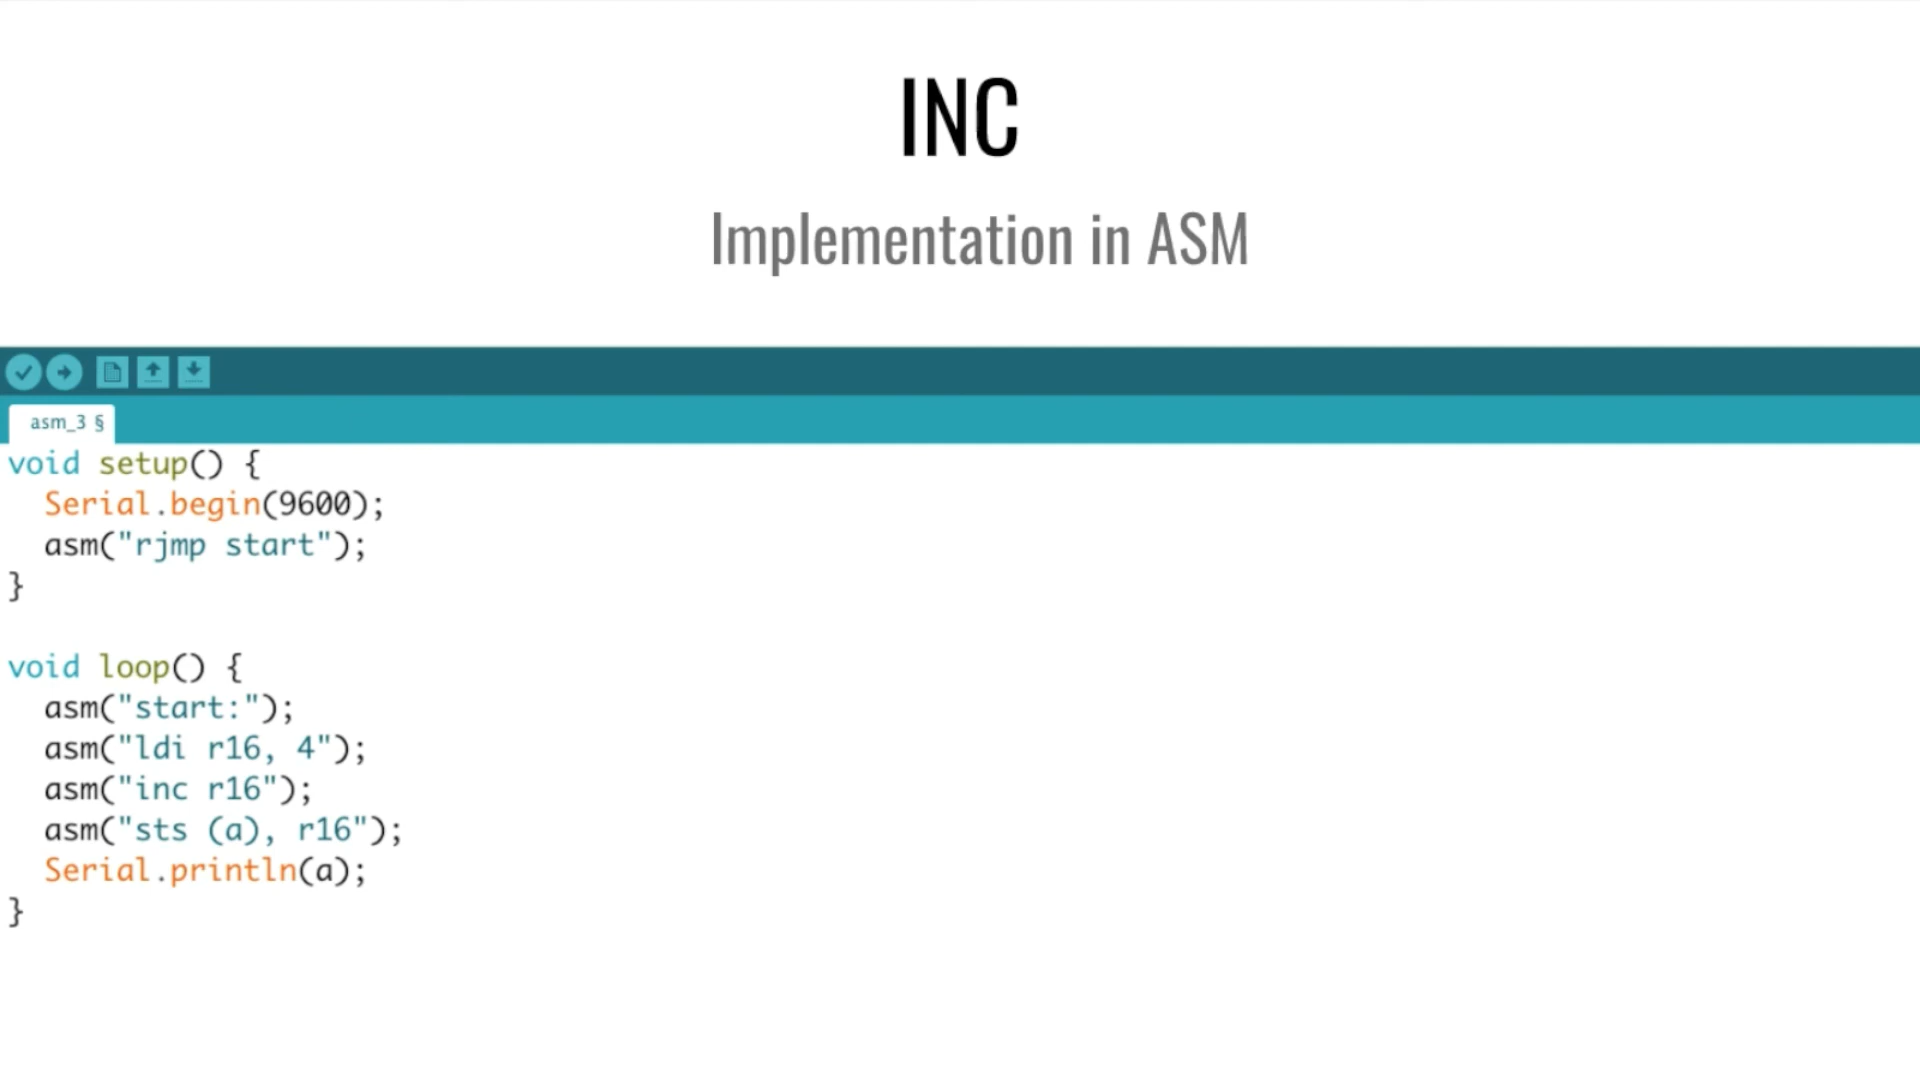 INC
Implementation in ASM
asm_3 §
void setup() {
  Serial.begin(9600);
  asm("rjmp start");
}

void loop() {
  asm("start:");
  asm("ldi r16, 4");
  asm("inc r16");
  asm("sts (a), r16");
  Serial.println(a);
}